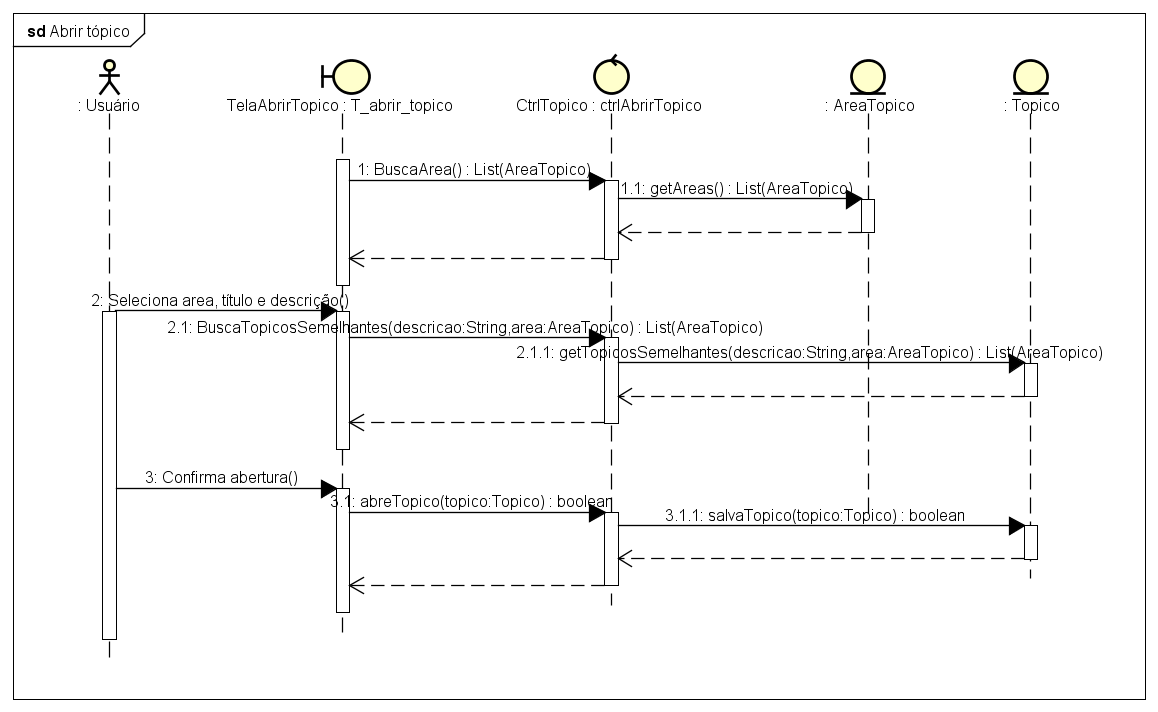 sd Abrir tópico
: Usuário
TelaAbrirTopico : T_abrir_topico
CtrlTopico : ctrlAbrirTopico
: AreaTopico
: Topico
1: BuscaArea() : List(AreaTopico)
1.1: getAreas() : List(AreaTopico)
2: Seleciona area, título e descrição()
2.1: BuscaTopicosSemelhantes(descricao:String,area:AreaTopico) : List(AreaTopico)
2.1.1: getTopicosSemelhantes(descricao:String,area:AreaTopico) : List(AreaTopico)
3: Confirma abertura()
3.1: abreTopico(topico:Topico) : boolean
3.1.1: salvaTopico(topico:Topico) : boolean